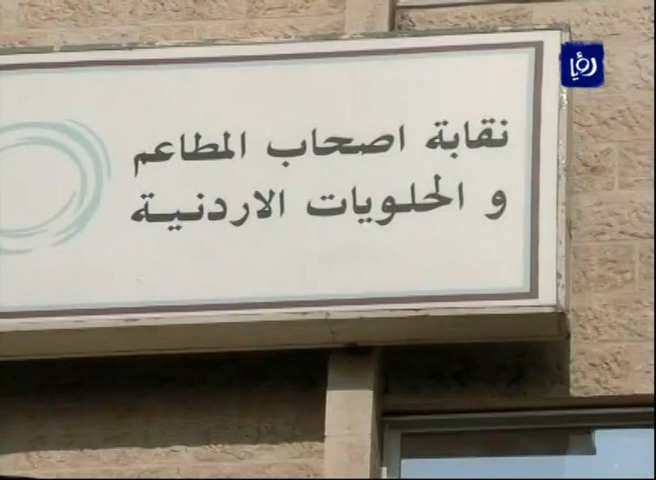 رؤيا
نقابة اصحاب المطاعم
و الحلويات الاردنية